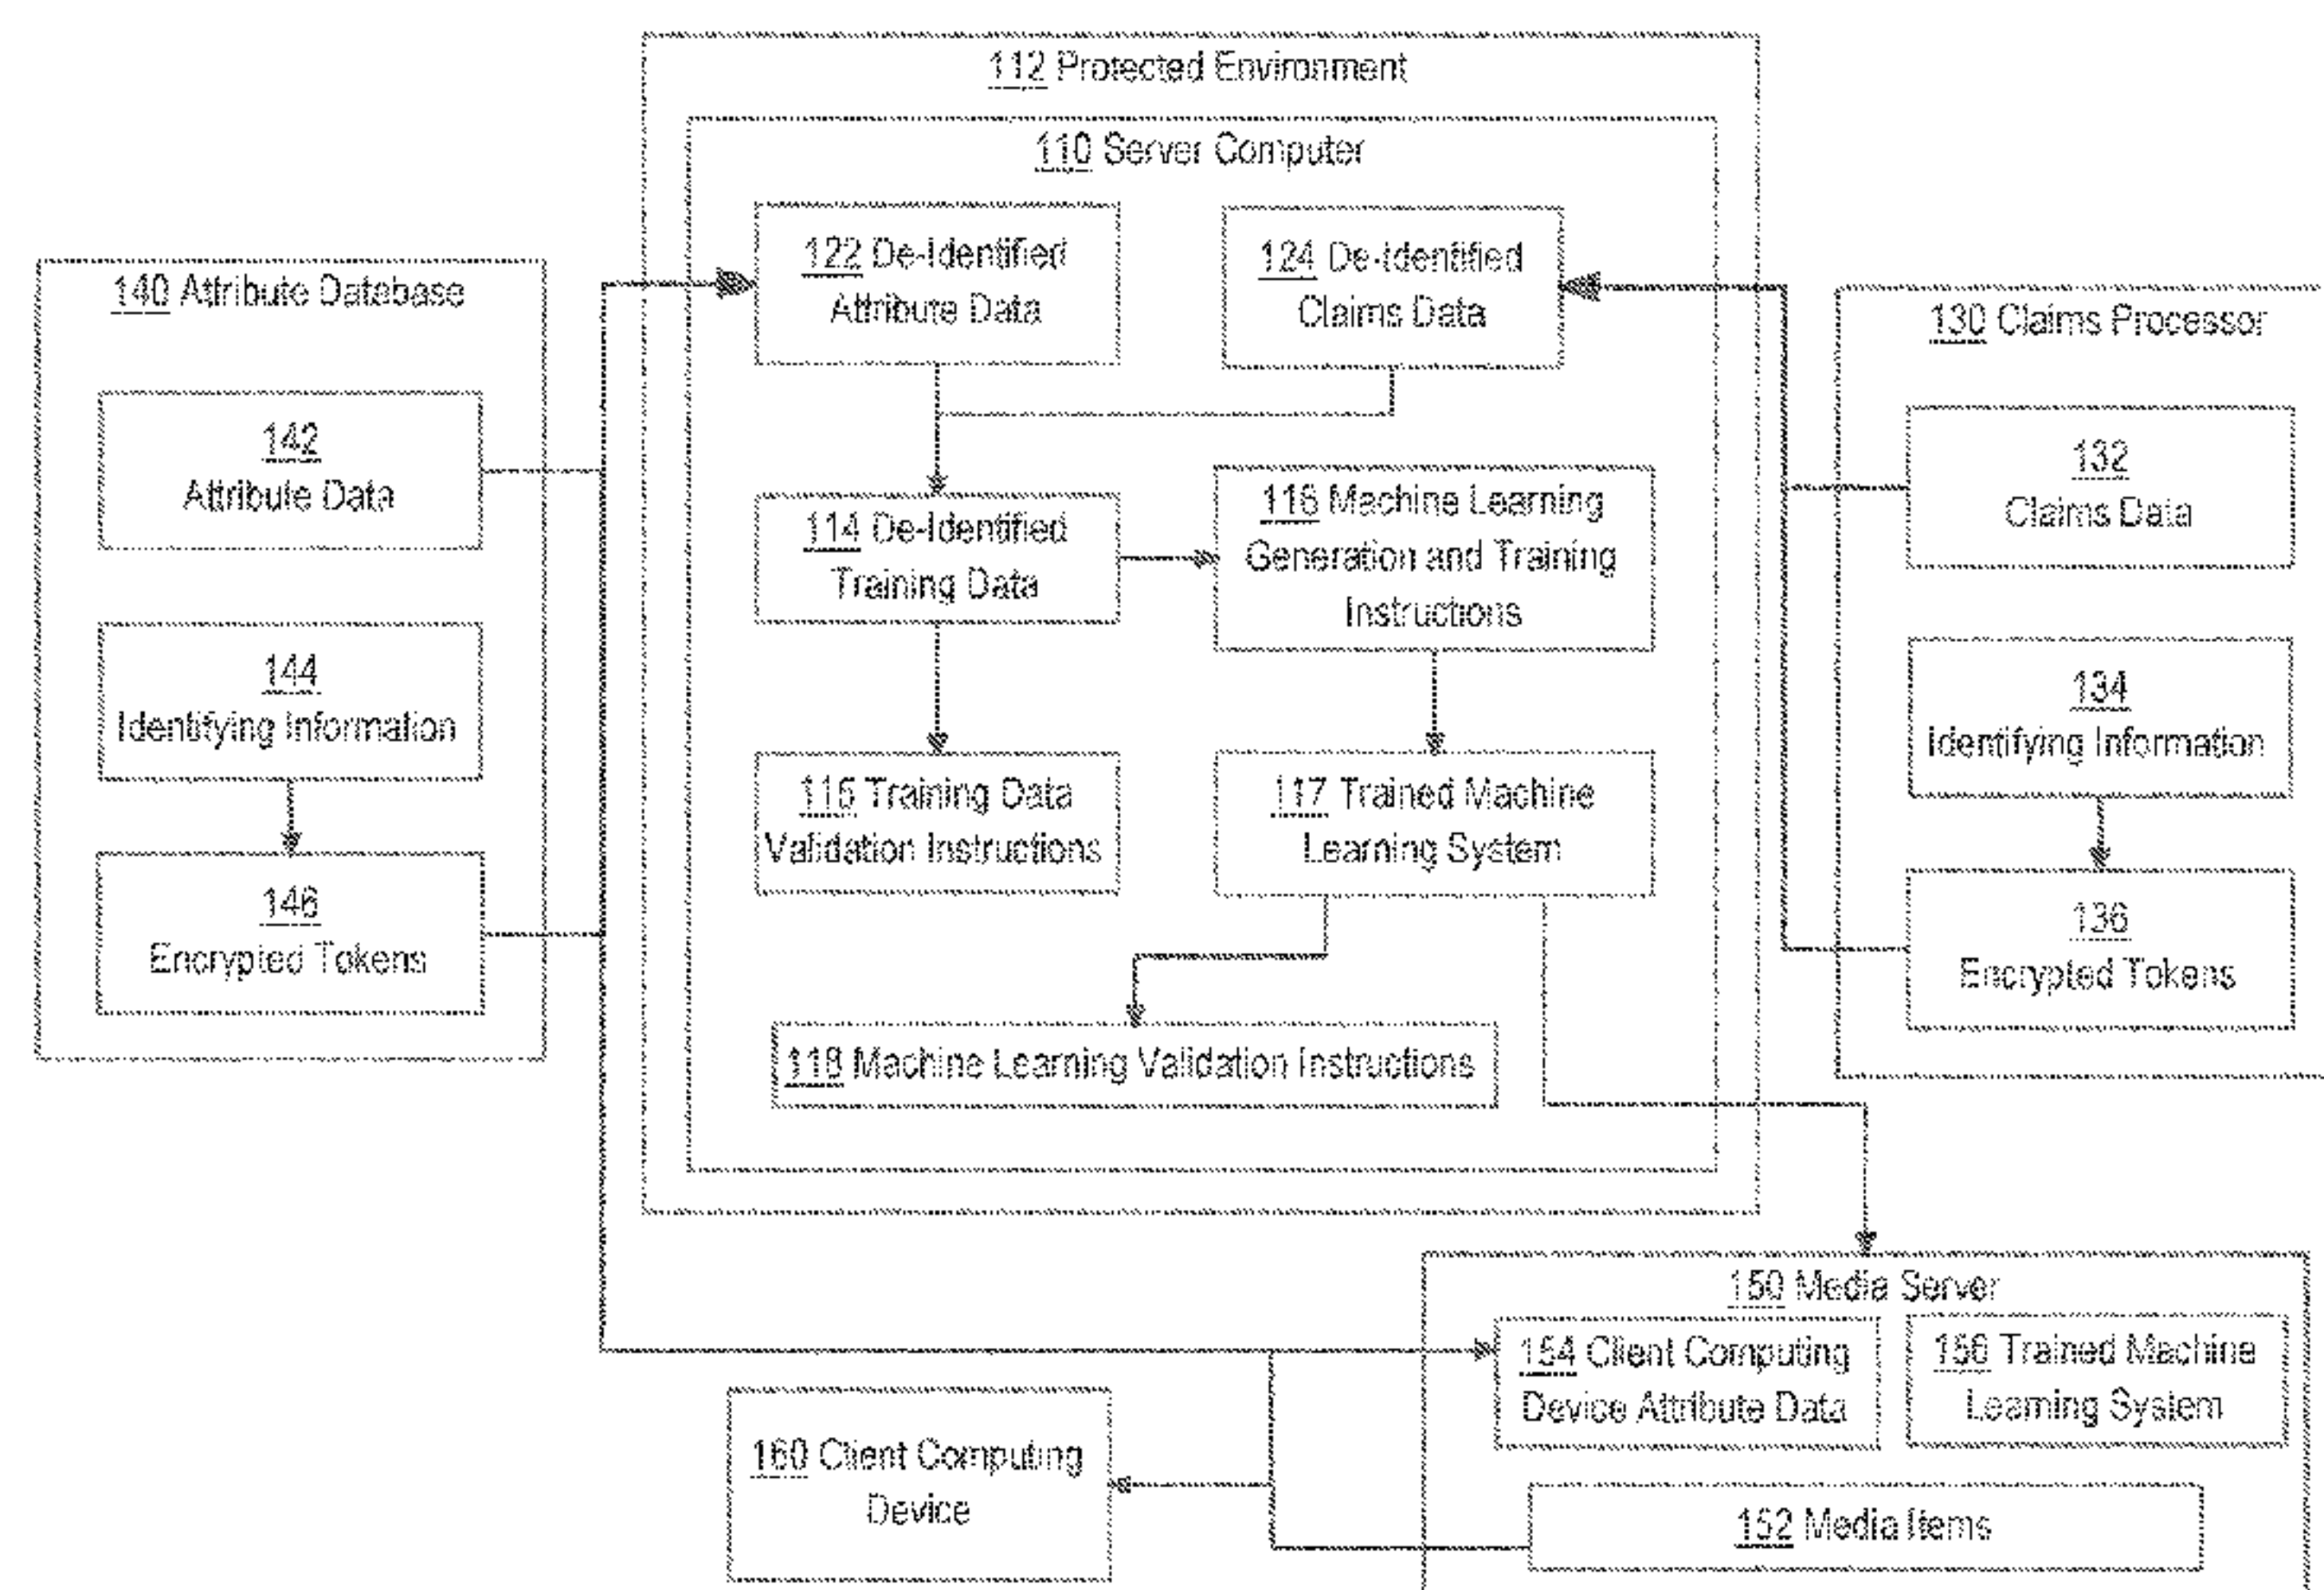 112 Protected Environment
110 Server Computer
122 De-Identified
Attribute Data
124 De-Identified
Claims Data
140 Attribute Database
142
Attribute Data
144
Identifying Information
146
Encrypted Tokens
114 De-Identified
Training Data
116 Machine Learning
Generation and Training
Instructions
115 Training Data
Validation Instructions
117 Trained Machine
Learning System
118 Machine Learning Validation Instructions
130 Claims Processor
132
Claims Data
134
Identifying Information
136
Encrypted Tokens
150 Media Server
154 Client Computing
Device Attribute Data
156 Trained Machine
Learning System
160 Client Computing
Device
152 Media Items